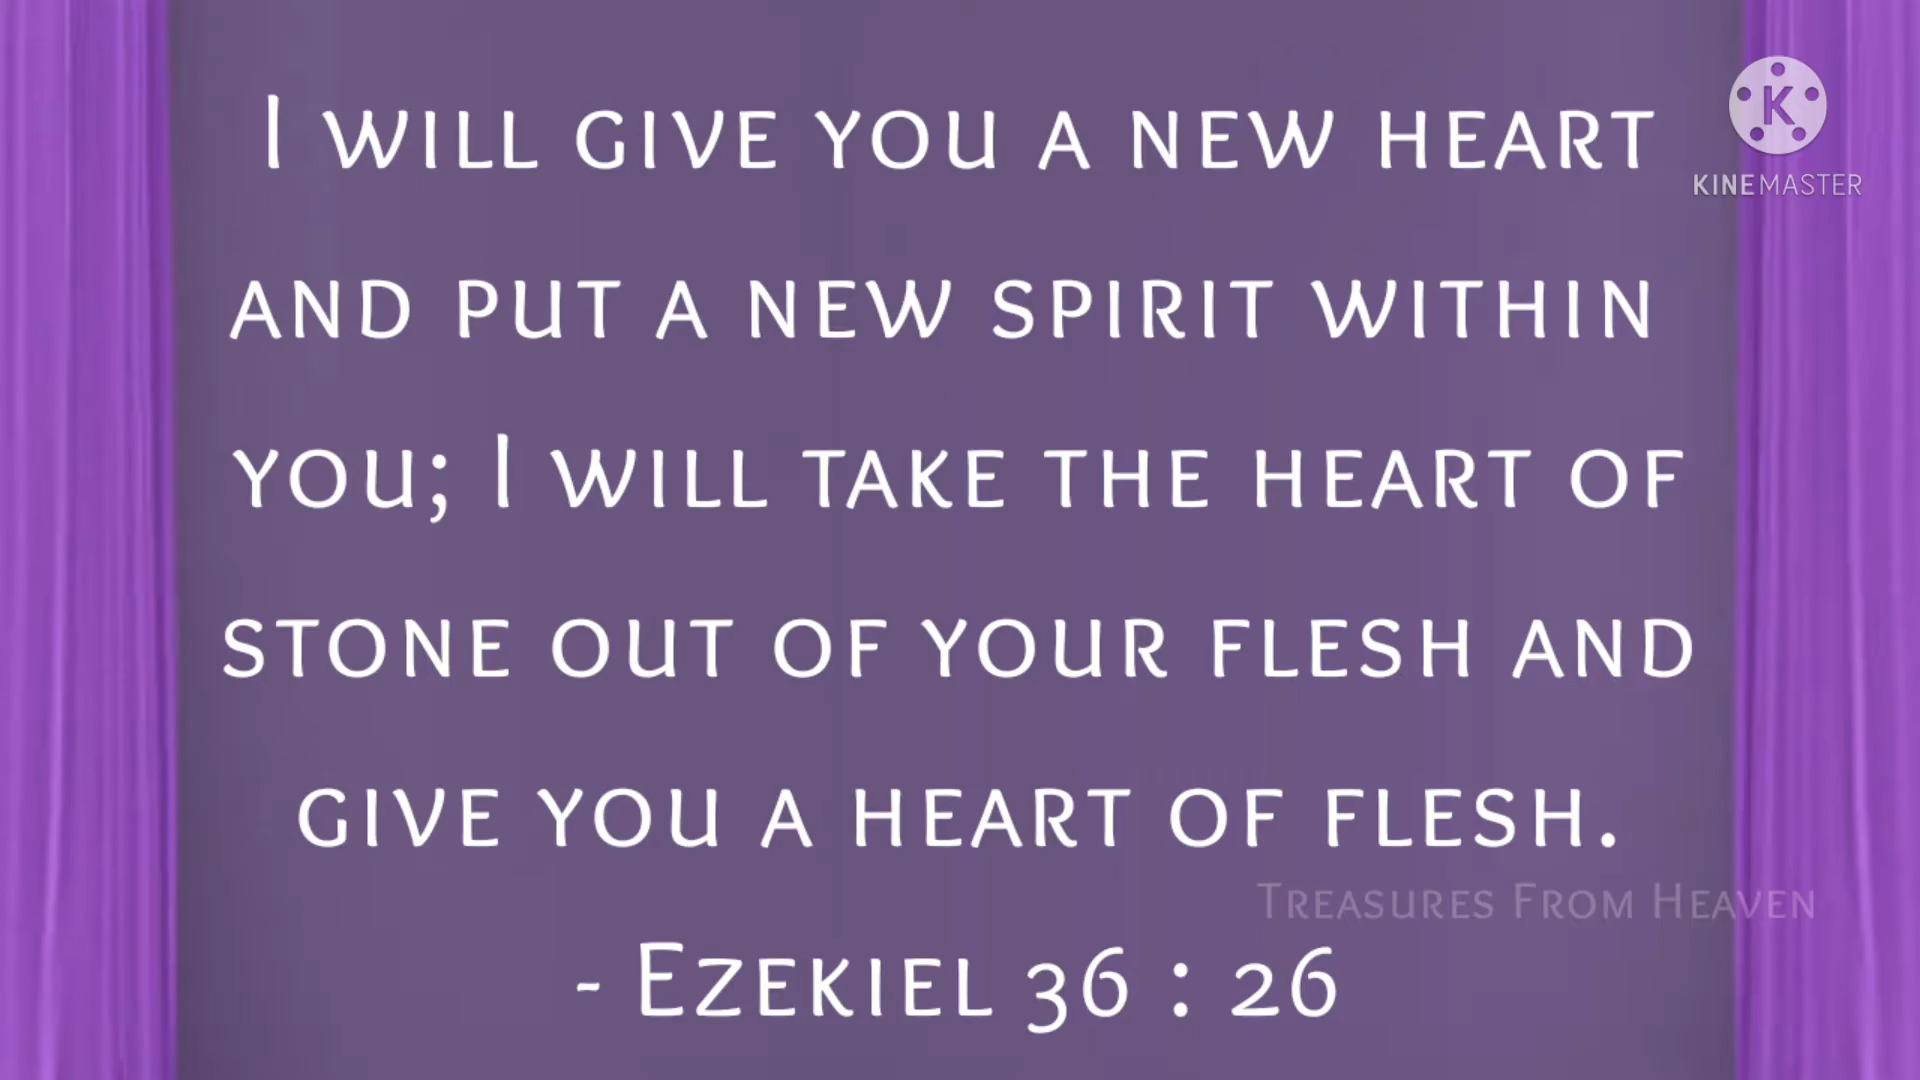 I will give you a new heart
K
KINEMASTER
and put a new spirit within
you; I will take the heart of
stone out of your flesh and
give you a heart of flesh.
Treasures From Heaven
- Ezekiel 36 : 26